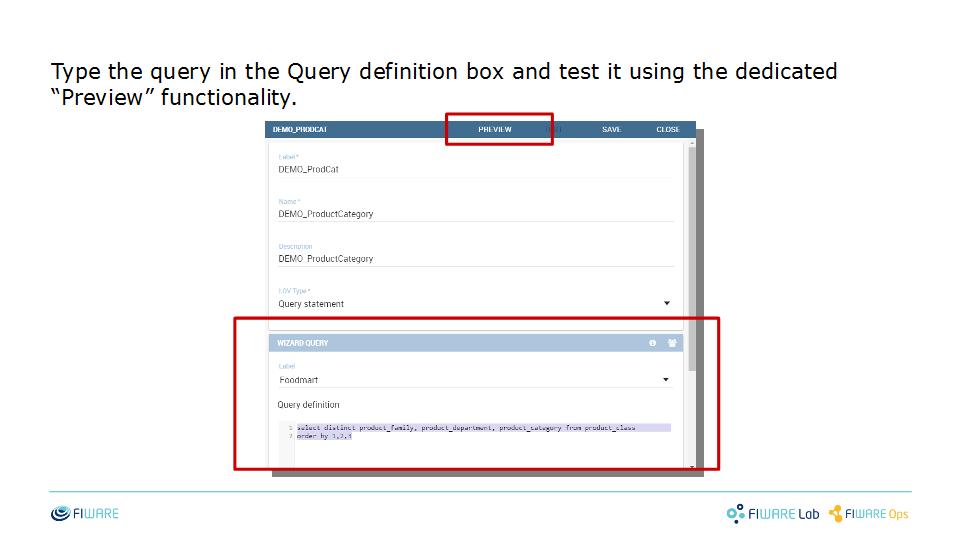 Type the query in the Query definition box and test it using the dedicated
“Preview” functionality.
DEMO_PRODCAT PREVIEW SAVE CLOSE
Label *
DEMO_ProdCat
Name *
DEMO_ProductCategory
Description
DEMO_ProductCategory
LOV Type *
Query statement
WIZARD QUERY
Label
Foodmart
Query definition
1 select distinct product_family, product_department, product_category from product_class
2 order by 1,2,3
FIWARE FIWARE Lab FIWARE Ops